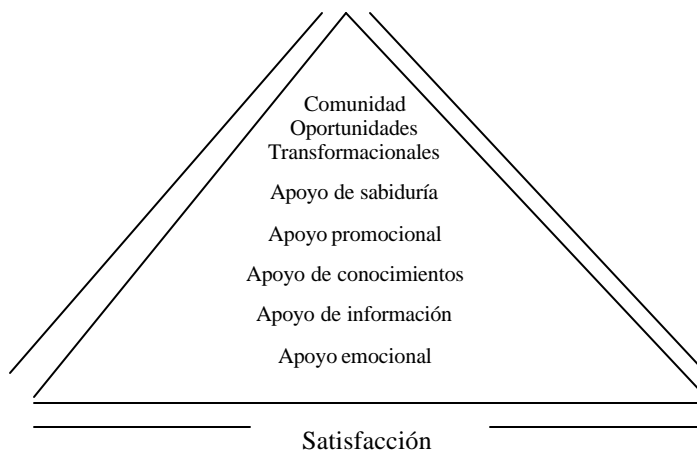 Comunidad
Oportunidades
Transformacionales
Apoyo de sabiduría
Apoyo promocional
Apoyo de conocimientos
Apoyo de información
Apoyo emocional
Satisfacción